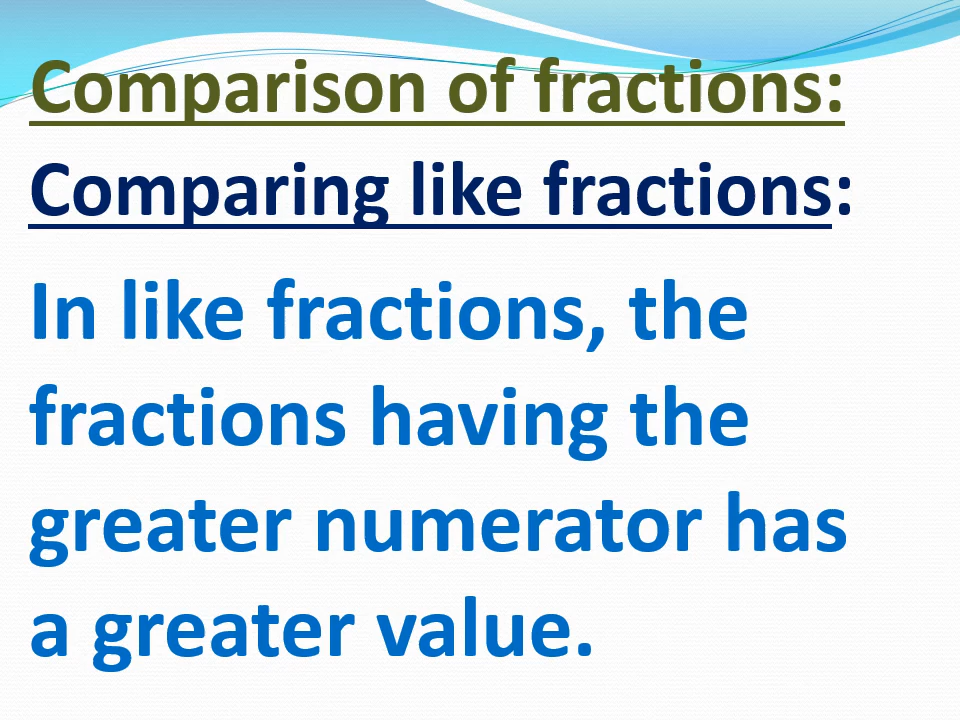 Comparison of fractions:
Comparing like fractions:
In like fractions, the
fractions having the
greater numerator has
a greater value.